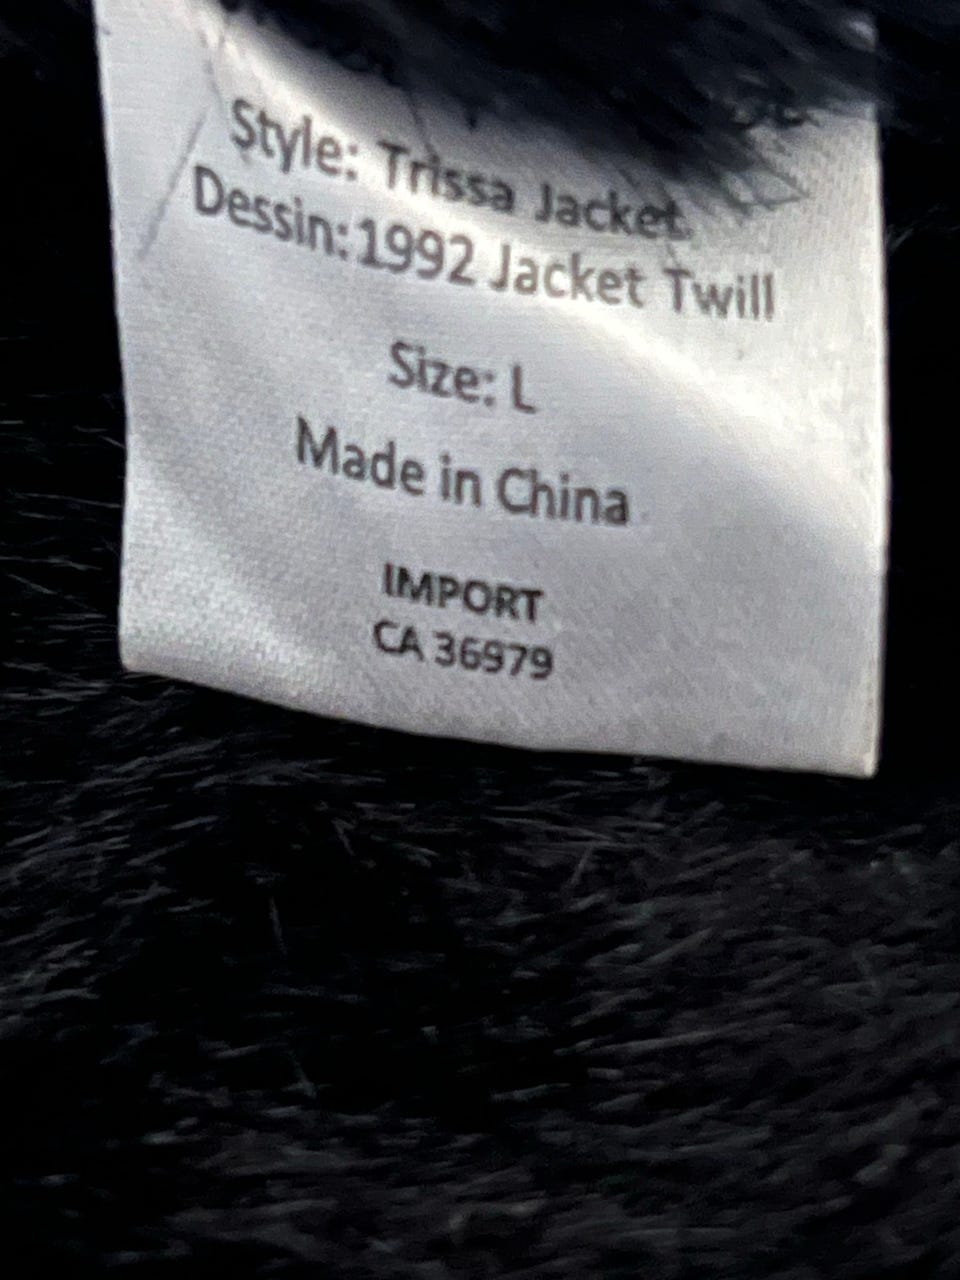 Style: Trissa Jacket
Dessin:1992 Jacket Twill
Size: L
Made in China
IMPORT
CA 36979